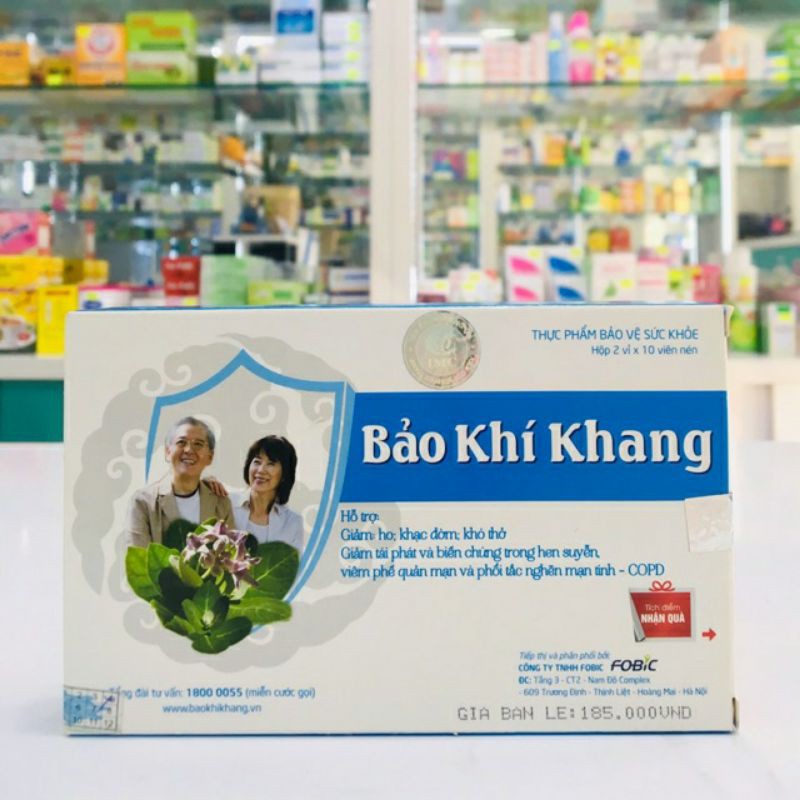 THỰC PHẨM BẢO VỆ SỨC KHỎE
Hộp 2 vỉ x 10 viên nén
Bảo Khí Khang
Hỗ trợ:
Giảm: ho; khạc đờm; khó thở
Giảm tái phát và biến chứng trong hen suyễn,
viêm phế quản mạn và phổi tắc nghẽn mạn tính - COPD
Tích điểm
NHẬN QUÀ
Tiếp thị và phân phối bởi:
CÔNG TY TNHH FOBIC FOBIC
ĐC: Tầng 3 - CT2 - Nam Đô Complex
- 609 Trương Định - Thịnh Liệt - Hoàng Mai - Hà Nội
đài tư vấn: 1800 0055 (miễn cước gọi)
www.baokhikhang.vn
GIA BAN LE:185.000VND